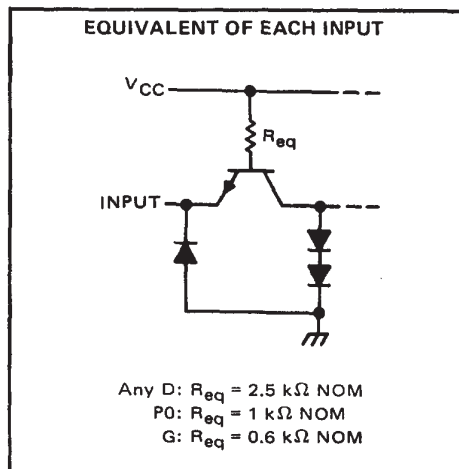 EQUIVALENT OF EACH INPUT
VCC
Req
INPUT
Any D: Req = 2.5 kΩ NOM
P0: Req = 1 kΩ NOM
G: Req = 0.6 kΩ NOM